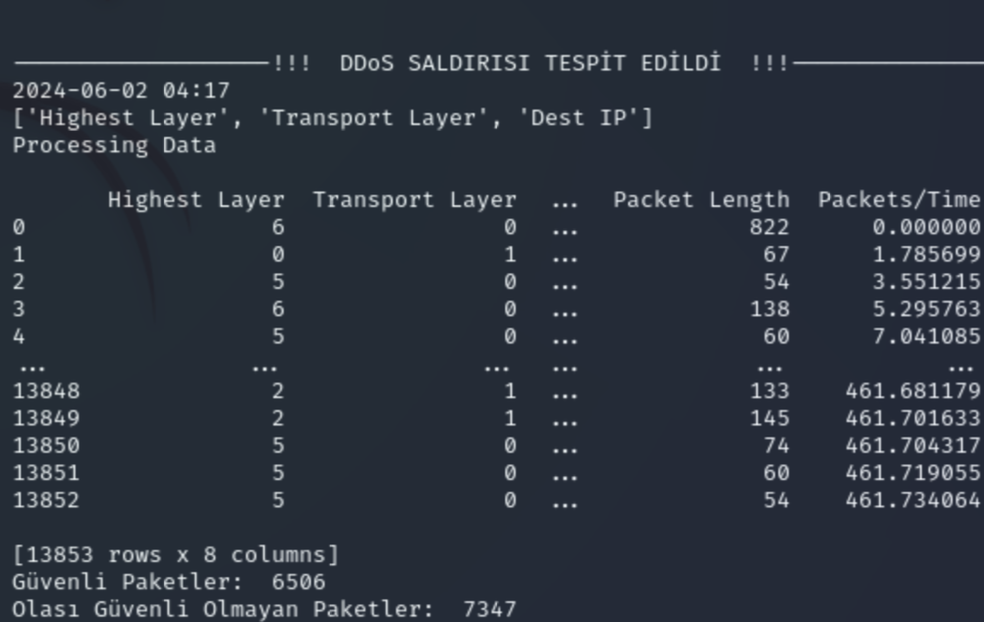 !!! DDoS SALDIRISI TESPİT EDİLDİ !!!
2024-06-02 04:17
['Highest Layer', 'Transport Layer', 'Dest IP']
Processing Data
Highest Layer Transport Layer ... Packet Length Packets/Time
0 6 0 ... 822 0.000000
1 0 1 ... 67 1.785699
2 5 0 ... 54 3.551215
3 6 0 ... 138 5.295763
4 5 0 ... 60 7.041085
... ... ... ... ... ...
13848 2 1 ... 133 461.681179
13849 2 1 ... 145 461.701633
13850 5 0 ... 74 461.704317
13851 5 0 ... 60 461.719055
13852 5 0 ... 54 461.734064
[13853 rows x 8 columns]
Güvenli Paketler: 6506
Olası Güvenli Olmayan Paketler: 7347